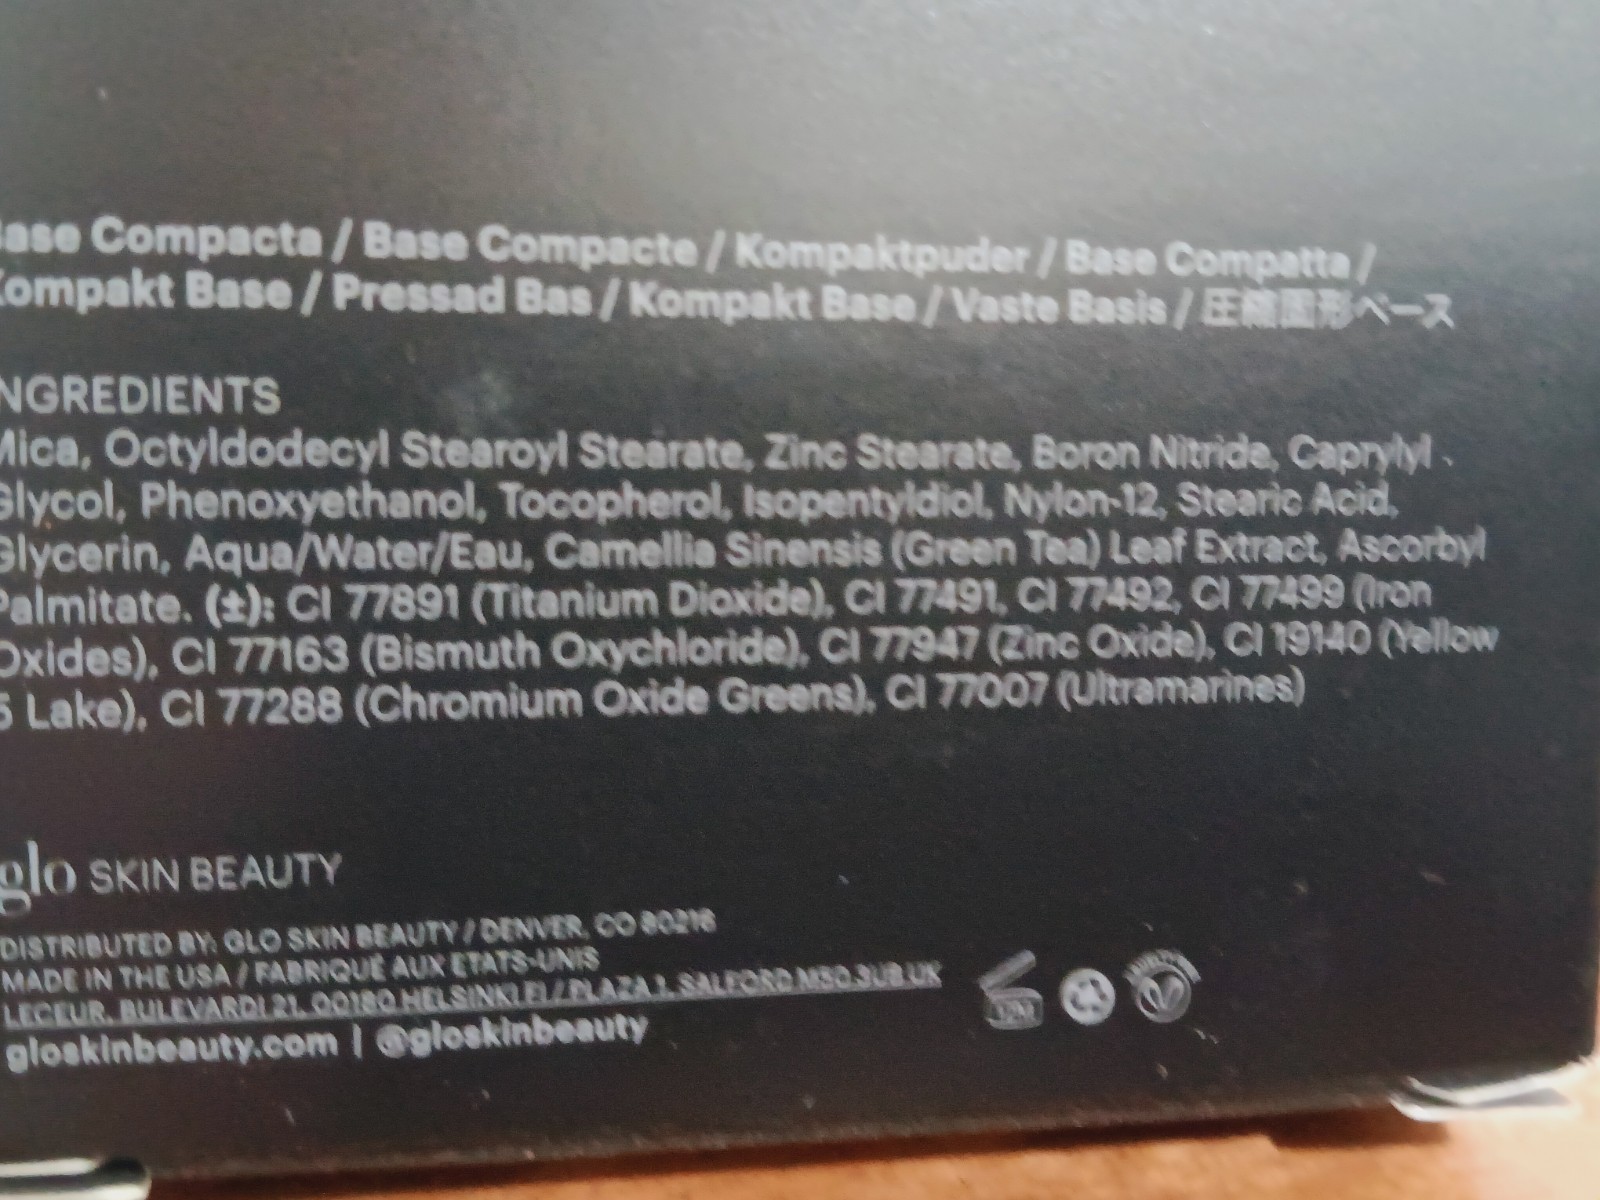 Base Compacta / Base Compacte / Kompaktpuder / Base Compatta /
Kompakt Base / Pressad Bas / Kompakt Base / Vaste Basis / 圧縮固形ベース
INGREDIENTS
Mica, Octyldodecyl Stearoyl Stearate, Zinc Stearate, Boron Nitride, Caprylyl
Glycol, Phenoxyethanol, Tocopherol, Isopentyldiol, Nylon-12, Stearic Acid,
Glycerin, Aqua/Water/Eau, Camellia Sinensis (Green Tea) Leaf Extract, Ascorbyl
Palmitate. (±): CI 77891 (Titanium Dioxide), CI 77491, CI 77492, CI 77499 (Iron
Oxides), CI 77163 (Bismuth Oxychloride), CI 77947 (Zinc Oxide), CI 19140 (Yellow
5 Lake), CI 77288 (Chromium Oxide Greens), CI 77007 (Ultramarines)
glo SKIN BEAUTY
DISTRIBUTED BY: GLO SKIN BEAUTY / DENVER, CO 80216
MADE IN THE USA / FABRIQUÉ AUX ETATS-UNIS
LECEUR, BULEVARDI 21, 00180 HELSINKI FI / PLAZA 1, SALFORD M50 3UB UK
gloskinbeauty.com | @gloskinbeauty
12M